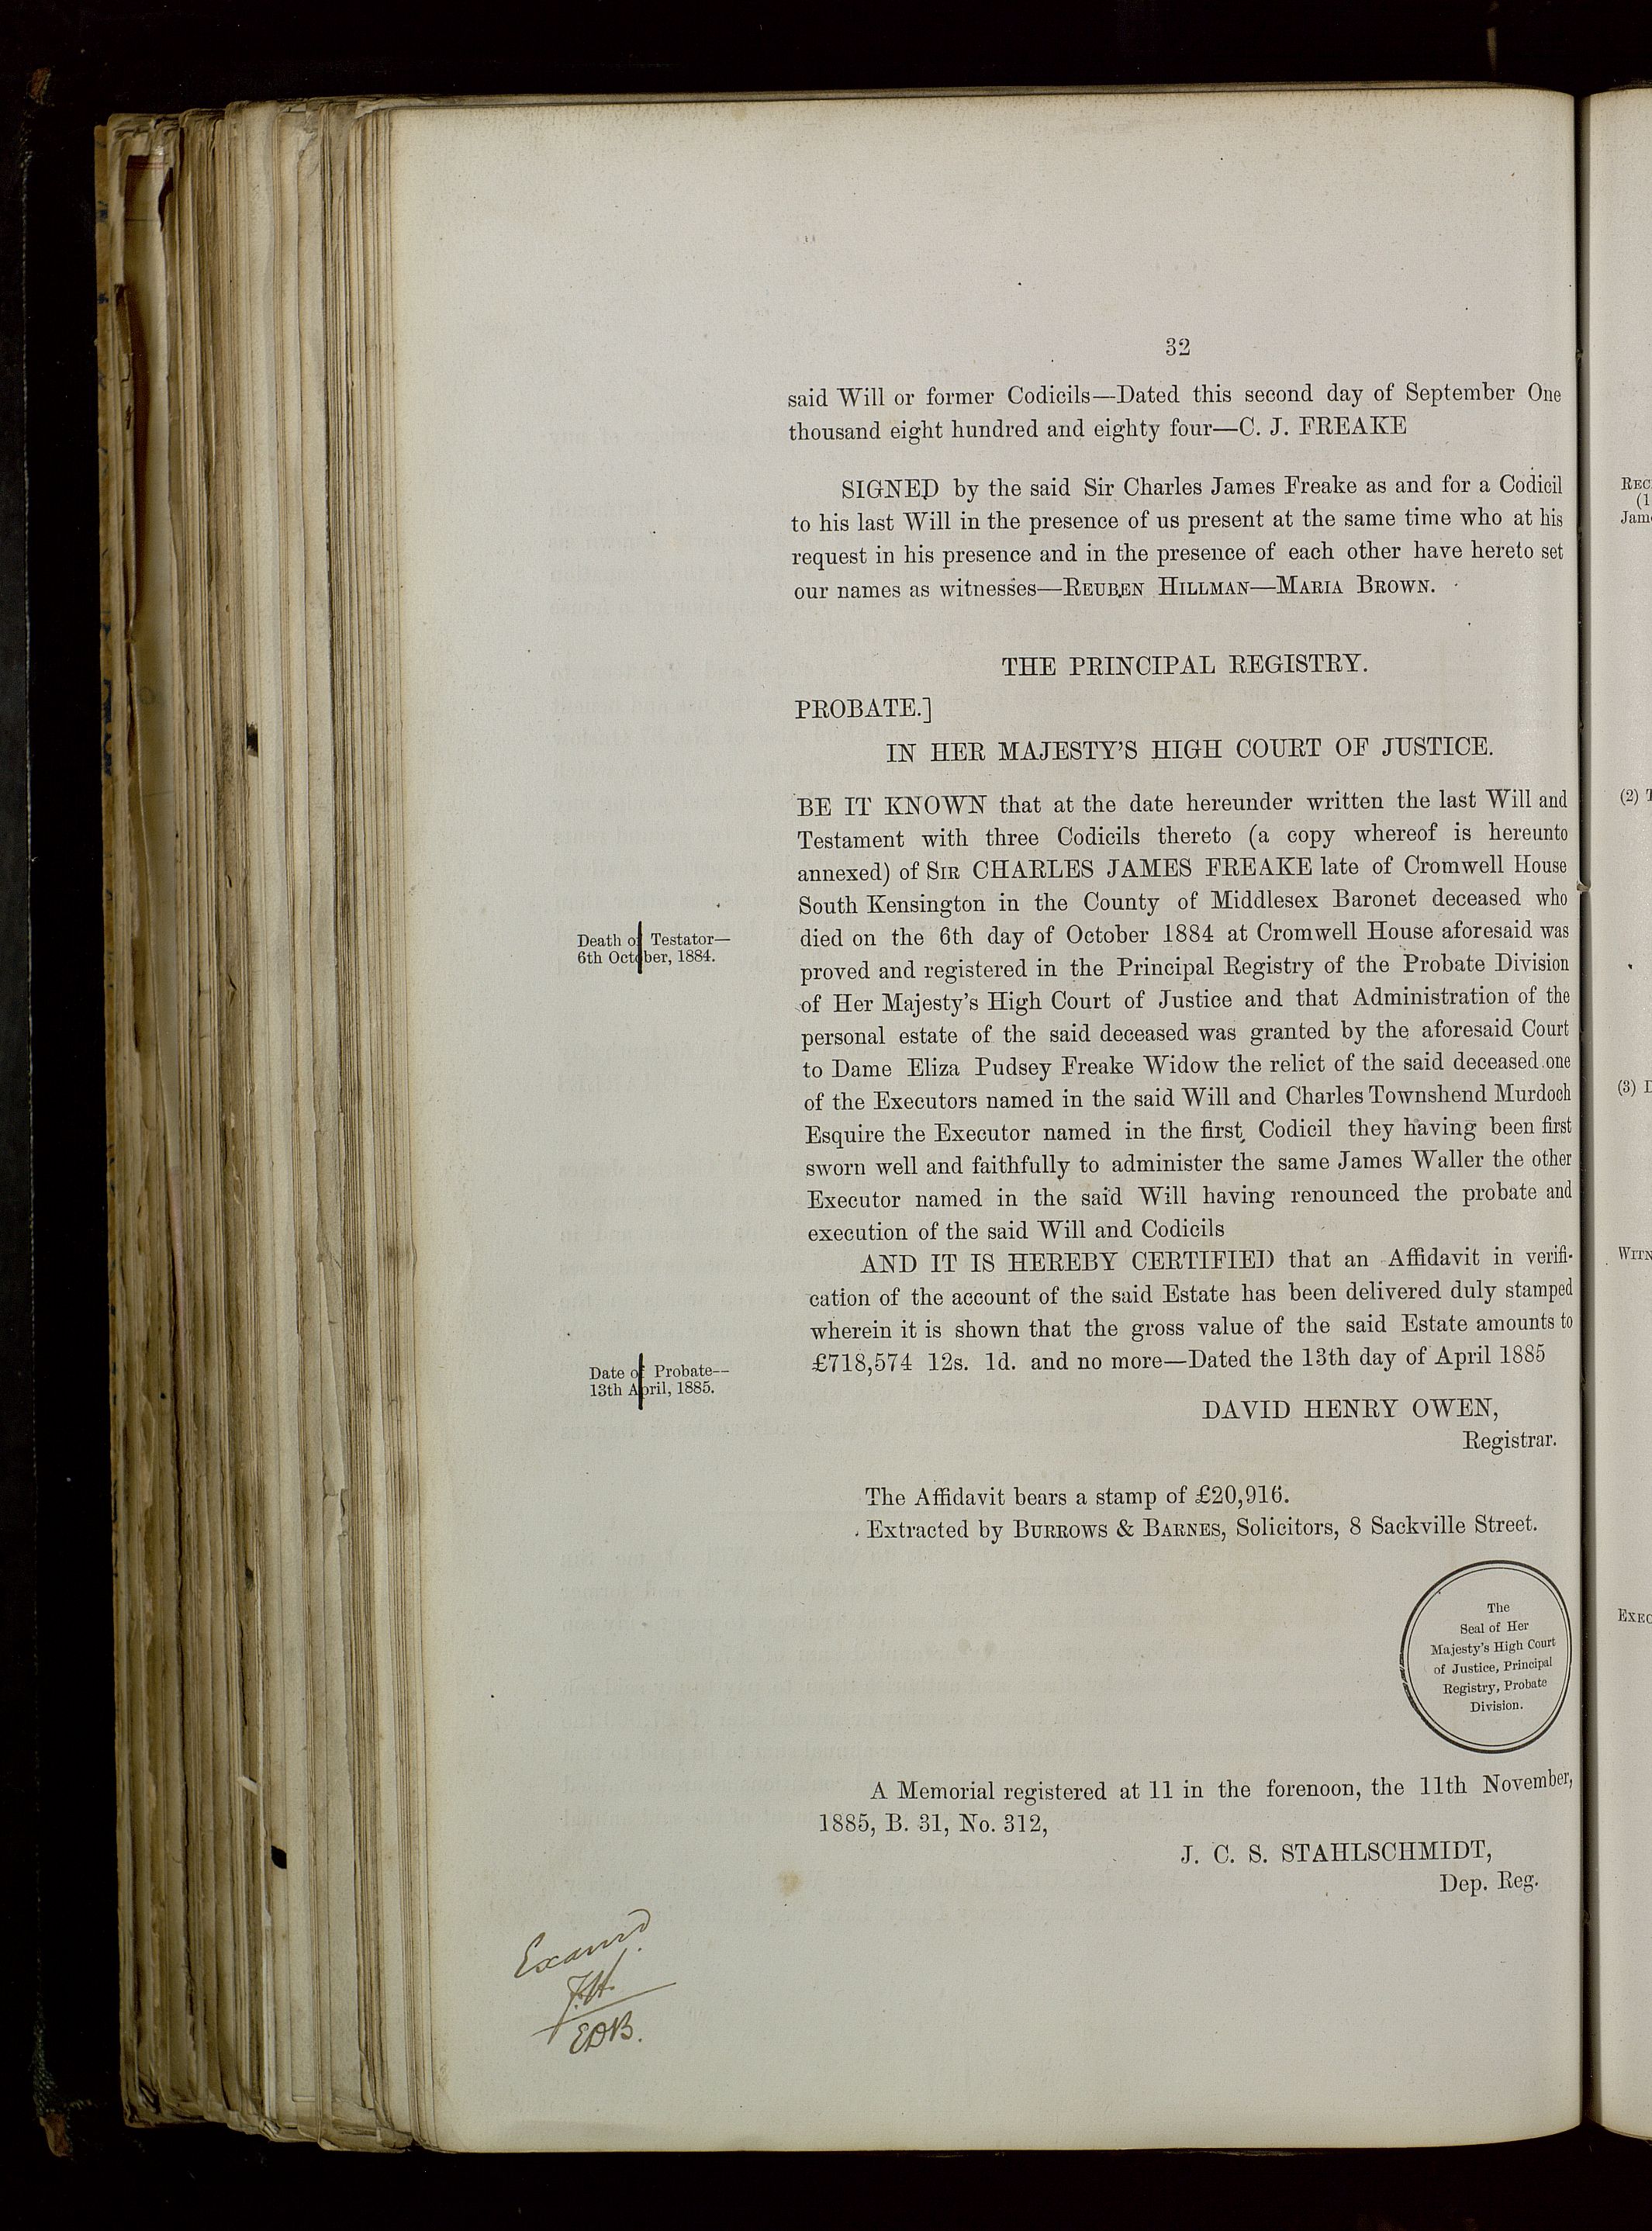 32
said Will or former Codicils—Dated this second day of September One
thousand eight hundred and eighty four—C. J. FREAKE
SIGNED by the said Sir Charles James Freake as and for a Codicil
to his last Will in the presence of us present at the same time who at his
request in his presence and in the presence of each other have hereto set
our names as witnesses—REUBEN HILLMAN—MARIA BROWN.
THE PRINCIPAL REGISTRY.
PROBATE.]
IN HER MAJESTY'S HIGH COURT OF JUSTICE.
BE IT KNOWN that at the date hereunder written the last Will and
Testament with three Codicils thereto (a copy whereof is hereunto
annexed) of SIR CHARLES JAMES FREAKE late of Cromwell House
South Kensington in the County of Middlesex Baronet deceased who
Death of Testator—
6th October, 1884.
died on the 6th day of October 1884 at Cromwell House aforesaid was
proved and registered in the Principal Registry of the Probate Division
of Her Majesty's High Court of Justice and that Administration of the
personal estate of the said deceased was granted by the aforesaid Court
to Dame Eliza Pudsey Freake Widow the relict of the said deceased one
of the Executors named in the said Will and Charles Townshend Murdoch
Esquire the Executor named in the first Codicil they having been first
sworn well and faithfully to administer the same James Waller the other
Executor named in the said Will having renounced the probate and
execution of the said Will and Codicils
AND IT IS HEREBY CERTIFIED that an Affidavit in verifi-
cation of the account of the said Estate has been delivered duly stamped
wherein it is shown that the gross value of the said Estate amounts to
£718,574 12s. 1d. and no more—Dated the 13th day of April 1885
Date of Probate—
13th April, 1885.
DAVID HENRY OWEN,
Registrar.
The Affidavit bears a stamp of £20,916.
Extracted by BURROWS & BARNES, Solicitors, 8 Sackville Street.
The
Seal of Her
Majesty's High Court
of Justice, Principal
Registry, Probate
Division.
A Memorial registered at 11 in the forenoon, the 11th November,
1885, B. 31, No. 312,
J. C. S. STAHLSCHMIDT,
Dep. Reg.
Examd
F.H.
EDB.
(2)
(3)